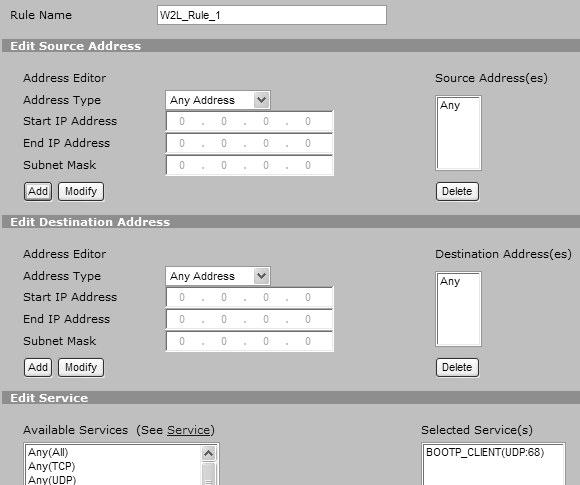 Rule Name W2L_Rule_1
Edit Source Address
Address Editor Source Address(es)
Address Type Any Address Any
Start IP Address 0 . 0 . 0 . 0
End IP Address 0 . 0 . 0 . 0
Subnet Mask 0 . 0 . 0 . 0
Add Modify Delete
Edit Destination Address
Address Editor Destination Address(es)
Address Type Any Address Any
Start IP Address 0 . 0 . 0 . 0
End IP Address 0 . 0 . 0 . 0
Subnet Mask 0 . 0 . 0 . 0
Add Modify Delete
Edit Service
Available Services (See Service) Selected Service(s)
Any(All) BOOTP_CLIENT(UDP:68)
Any(TCP)
Any(UDP)